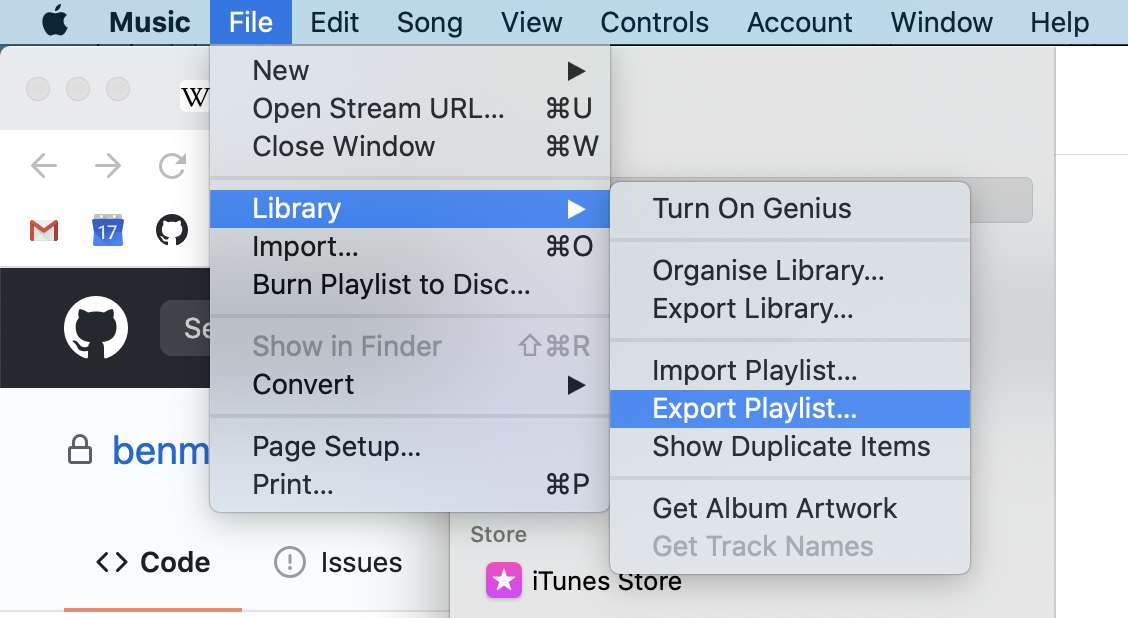 Music File Edit Song View Controls Account Window Help
W
New ▶
Open Stream URL... ⌘U
Close Window ⌘W
Library ▶
Import... ⌘O
Burn Playlist to Disc...
Show in Finder ⇧⌘R
Convert ▶
Page Setup...
Print... ⌘P
Turn On Genius
Organise Library...
Export Library...
Import Playlist...
Export Playlist...
Show Duplicate Items
Get Album Artwork
Get Track Names
17
Se
benm
Code Issues
Store
iTunes Store